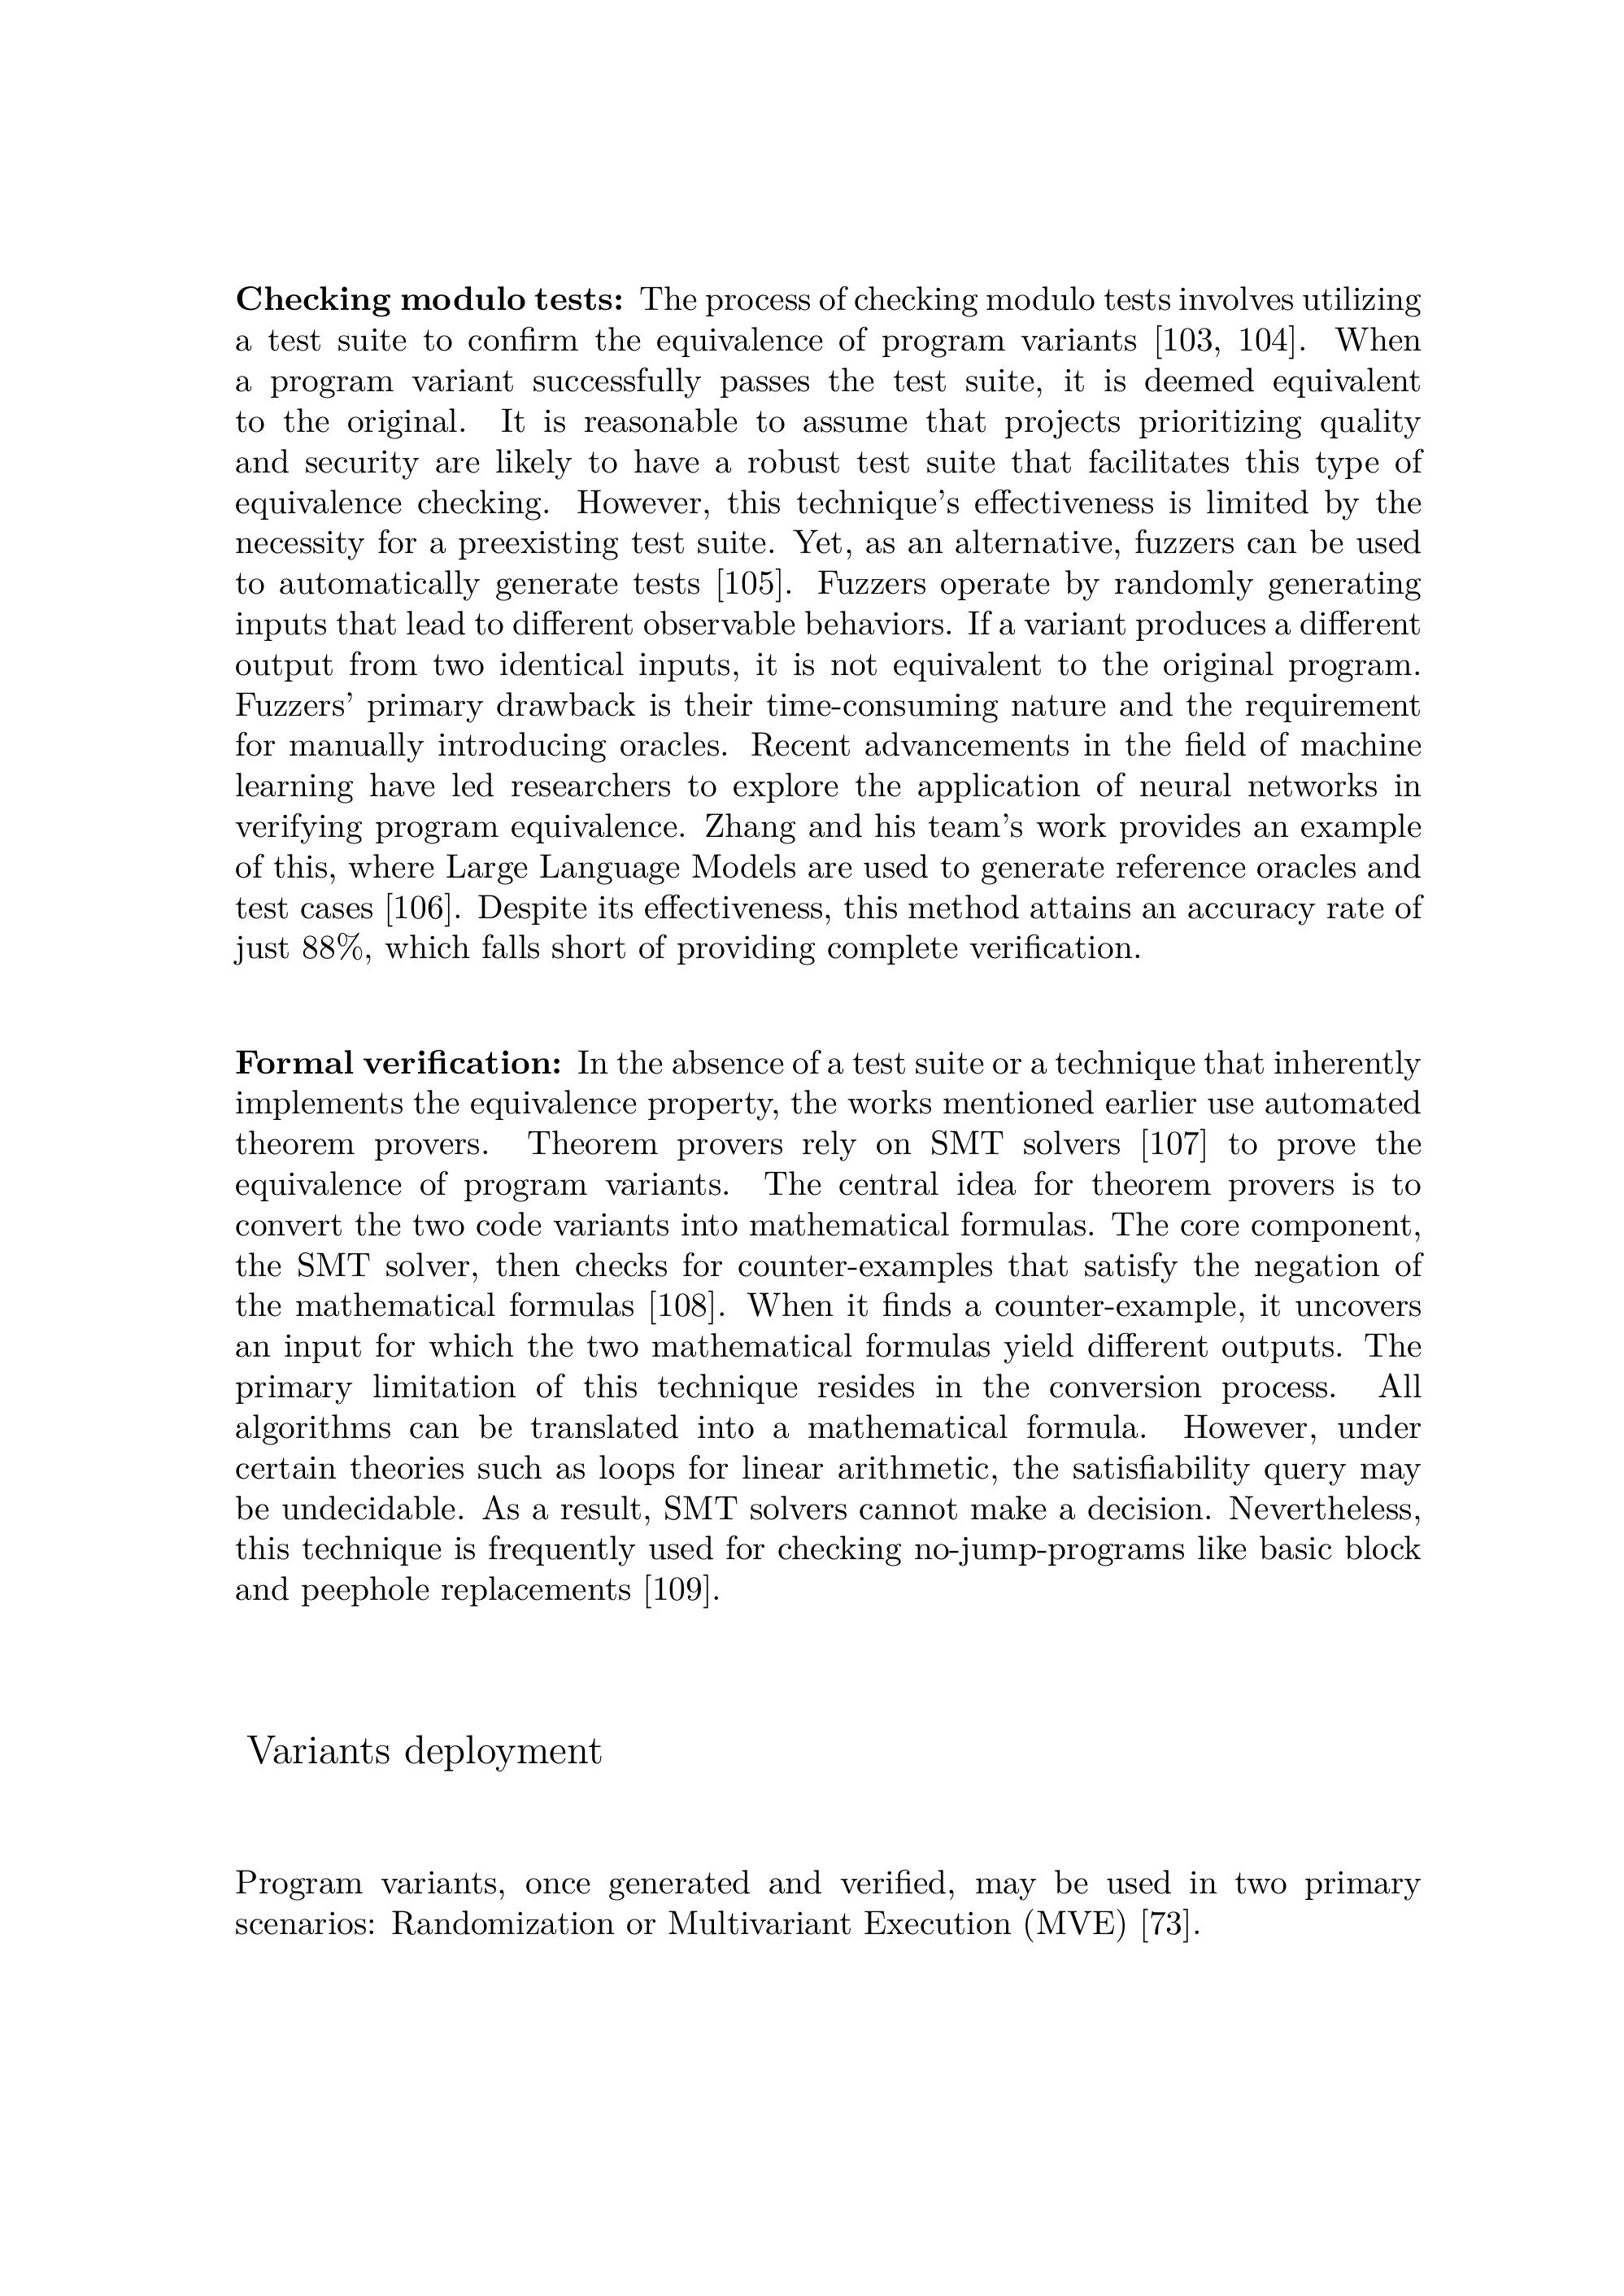 Checking modulo tests: The process of checking modulo tests involves utilizing
a test suite to confirm the equivalence of program variants [103, 104]. When
a program variant successfully passes the test suite, it is deemed equivalent
to the original. It is reasonable to assume that projects prioritizing quality
and security are likely to have a robust test suite that facilitates this type of
equivalence checking. However, this technique's effectiveness is limited by the
necessity for a preexisting test suite. Yet, as an alternative, fuzzers can be used
to automatically generate tests [105]. Fuzzers operate by randomly generating
inputs that lead to different observable behaviors. If a variant produces a different
output from two identical inputs, it is not equivalent to the original program.
Fuzzers' primary drawback is their time-consuming nature and the requirement
for manually introducing oracles. Recent advancements in the field of machine
learning have led researchers to explore the application of neural networks in
verifying program equivalence. Zhang and his team's work provides an example
of this, where Large Language Models are used to generate reference oracles and
test cases [106]. Despite its effectiveness, this method attains an accuracy rate of
just 88%, which falls short of providing complete verification.
Formal verification: In the absence of a test suite or a technique that inherently
implements the equivalence property, the works mentioned earlier use automated
theorem provers. Theorem provers rely on SMT solvers [107] to prove the
equivalence of program variants. The central idea for theorem provers is to
convert the two code variants into mathematical formulas. The core component,
the SMT solver, then checks for counter-examples that satisfy the negation of
the mathematical formulas [108]. When it finds a counter-example, it uncovers
an input for which the two mathematical formulas yield different outputs. The
primary limitation of this technique resides in the conversion process. All
algorithms can be translated into a mathematical formula. However, under
certain theories such as loops for linear arithmetic, the satisfiability query may
be undecidable. As a result, SMT solvers cannot make a decision. Nevertheless,
this technique is frequently used for checking no-jump-programs like basic block
and peephole replacements [109].
Variants deployment
Program variants, once generated and verified, may be used in two primary
scenarios: Randomization or Multivariant Execution (MVE) [73].